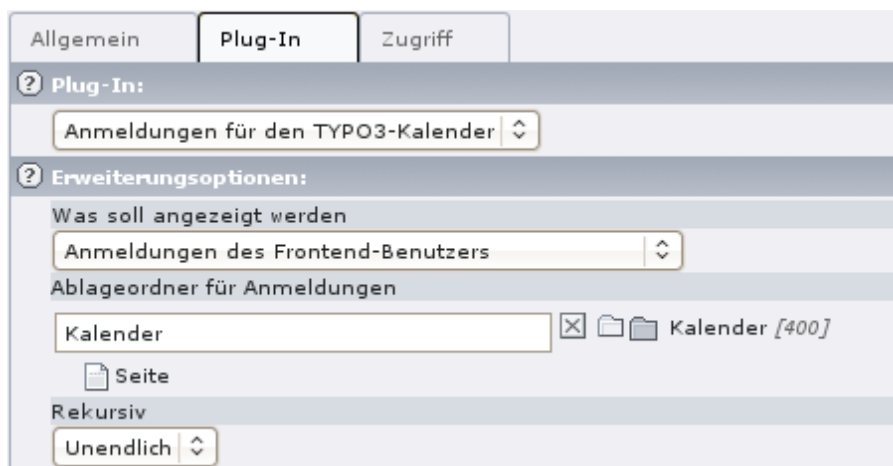 Allgemein Plug-In Zugriff
? Plug-In:
Anmeldungen für den TYPO3-Kalender
? Erweiterungsoptionen:
Was soll angezeigt werden
Anmeldungen des Frontend-Benutzers
Ablageordner für Anmeldungen
Kalender Kalender [400]
Seite
Rekursiv
Unendlich